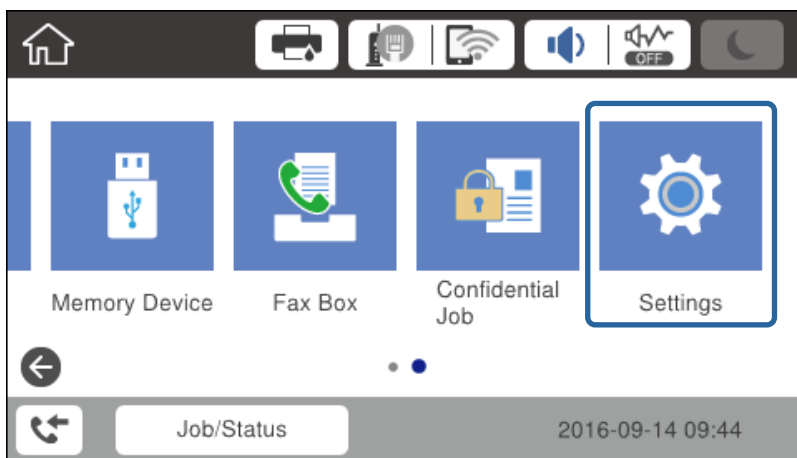 OFF
Memory Device
Fax Box
Confidential
Job
Settings
Job/Status
2016-09-14 09:44